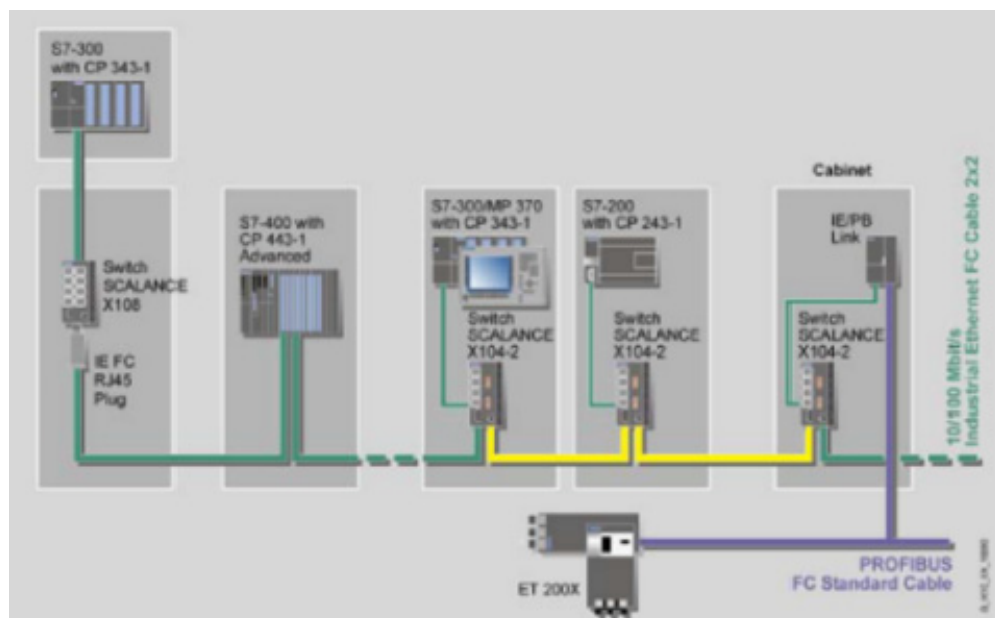 S7-300
with CP 343-1
Switch
SCALANCE
X108
IE FC
RJ45
Plug
S7-400 with
CP 443-1
Advanced
S7-300/MP 370
with CP 343-1
Switch
SCALANCE
X104-2
S7-200
with CP 243-1
Switch
SCALANCE
X104-2
Cabinet
IE/PB
Link
Switch
SCALANCE
X104-2
10/100 Mbit/s
Industrial Ethernet FC Cable 2x2
PROFIBUS
FC Standard Cable
ET 200X